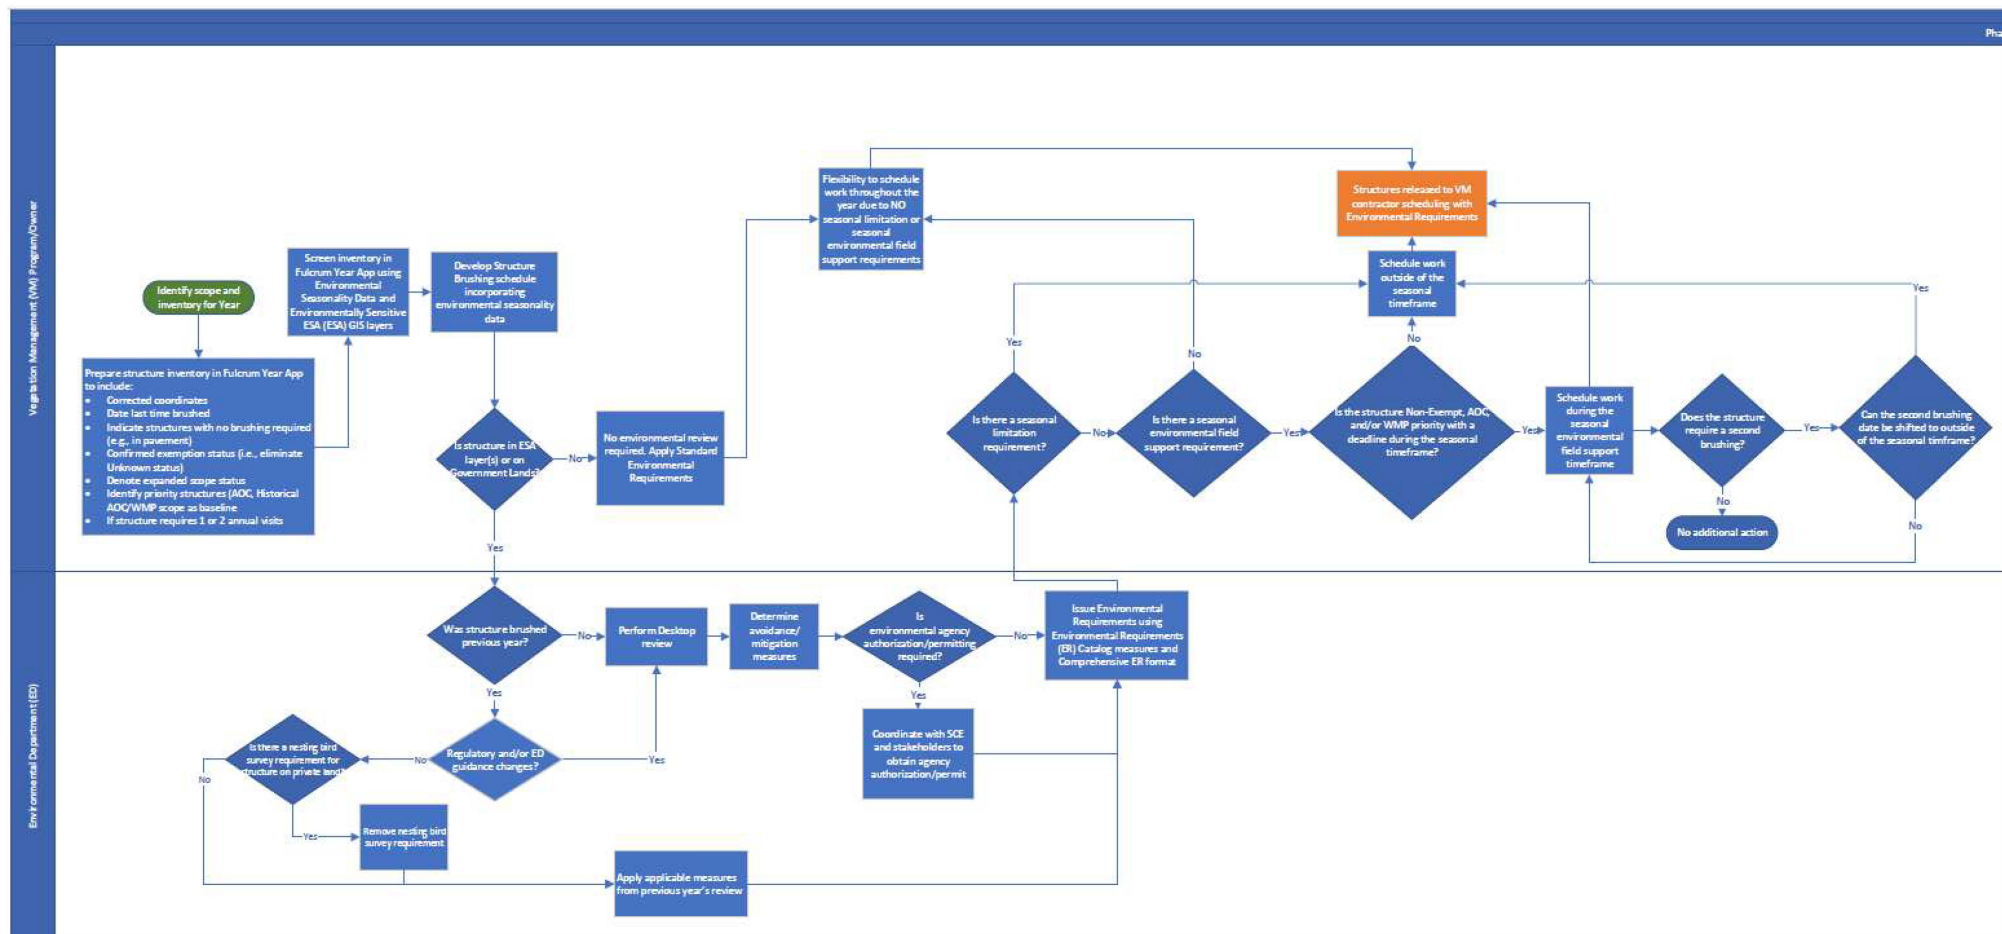 Pha
Vegetation Management (VM) Program/Owner
Identify scope and
inventory for Year
Prepare structure inventory in Fulcrum Year App
to include:
• Corrected coordinates
• Date last time brushed
• Indicate structures with no brushing required
(e.g., in pavement)
• Confirmed exemption status (i.e., eliminate
Unknown status)
• Denote expanded scope status
• Identify priority structures (AOC, Historical
AOC/WMP scope as baseline
• If structure requires 1 or 2 annual visits
Screen inventory in
Fulcrum Year App using
Environmental
Seasonality Data and
Environmentally Sensitive
ESA (ESA) GIS layers
Develop Structure
Brushing schedule
incorporating
environmental seasonality
data
Is structure in ESA
layer(s) or on
Government Lands?
No
Yes
No environmental review
required. Apply Standard
Environmental
Requirements
Flexibility to schedule
work throughout the
year due to NO
seasonal limitation or
seasonal
environmental field
support requirements
Is there a seasonal
limitation
requirement?
Yes
No
Is there a seasonal
environmental field
support requirement?
No
Yes
Is the structure Non-Exempt, AOC,
and/or WMP priority with a
deadline during the seasonal
timeframe?
No
Yes
Schedule work
outside of the
seasonal
timeframe
Structures released to VM
contractor scheduling with
Environmental Requirements
Schedule work
during the
seasonal
environmental
field support
timeframe
Does the structure
require a second
brushing?
Yes
No
No additional action
Can the second brushing
date be shifted to outside
of the seasonal timframe?
Yes
No
Environmental Department (ED)
Was structure brushed
previous year?
No
Yes
Perform Desktop
review
Determine
avoidance/
mitigation
measures
Is
environmental agency
authorization/permitting
required?
No
Yes
Issue Environmental
Requirements using
Environmental Requirements
(ER) Catalog measures and
Comprehensive ER format
Coordinate with SCE
and stakeholders to
obtain agency
authorization/permit
Regulatory and/or ED
guidance changes?
Yes
No
Is there a nesting bird
survey requirement for
structure on private land?
No
Yes
Remove nesting bird
survey requirement
Apply applicable measures
from previous year's review